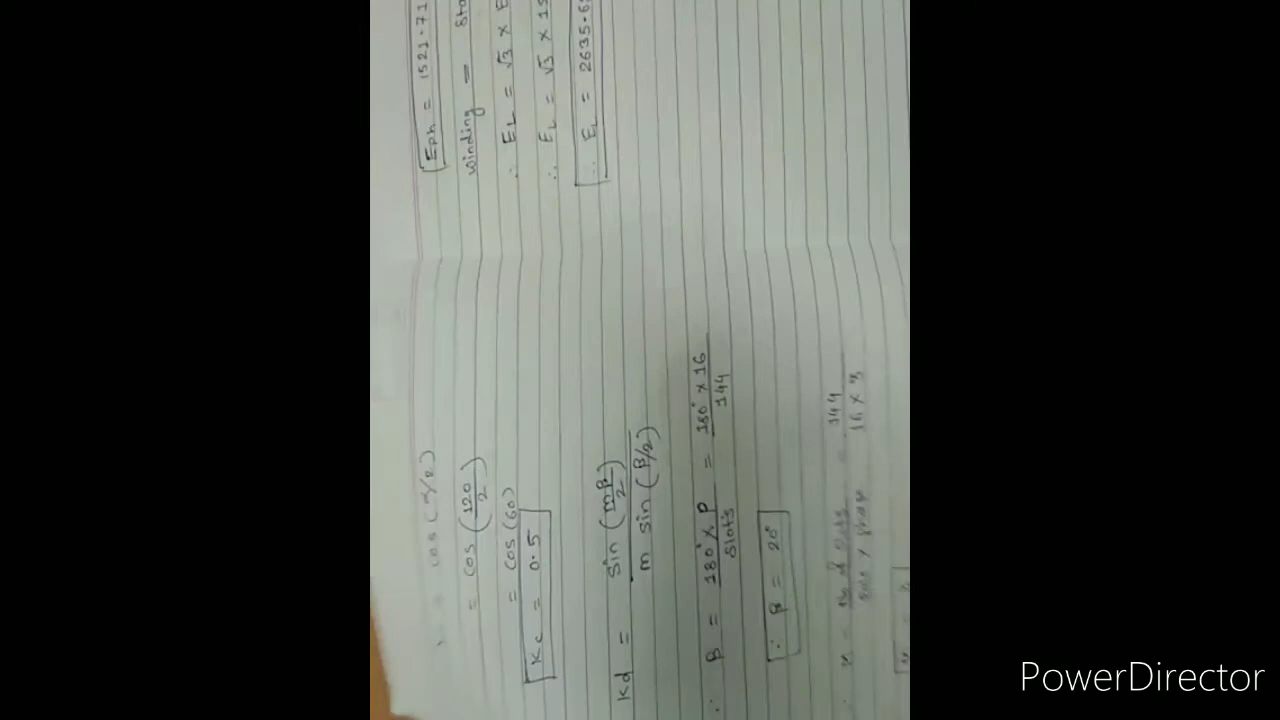 = cos (α/2)
= cos (120/2)
= cos (60)
Kc = 0.5
Kd = sin (mβ/2) / m sin (β/2)
∴ β = 180° × P / Slots = 180° × 16 / 144
∴ β = 20°
= 144 / 16 × 3
Eph = 1521.71
Winding = Sta
∴ EL = √3 × E
∴ EL = √3 × 15
∴ EL = 2635.6
PowerDirector